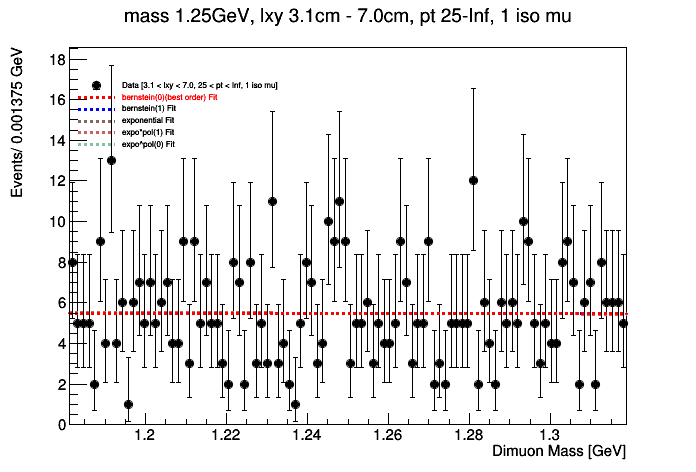 mass 1.25GeV, lxy 3.1cm - 7.0cm, pt 25-Inf, 1 iso mu
Events/ 0.001375 GeV
18
16
14
12
10
8
6
4
2
0
Data [3.1 < lxy < 7.0, 25 < pt < Inf, 1 iso mu]
bernstein(0)(best order) Fit
bernstein(1) Fit
exponential Fit
expo*pol(1) Fit
expo^pol(0) Fit
1.2 1.22 1.24 1.26 1.28 1.3
Dimuon Mass [GeV]